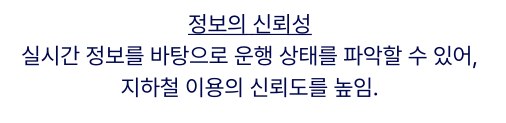 정보의 신뢰성
실시간 정보를 바탕으로 운행 상태를 파악할 수 있어,
지하철 이용의 신뢰도를 높임.